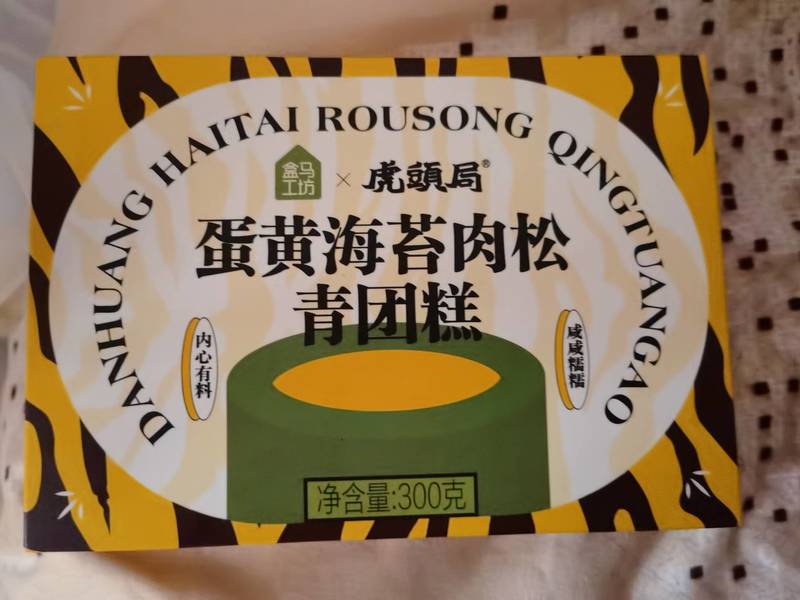 DANHUANG HAITAI ROUSONG QINGTUANGAO
盒马
工坊
×
虎頭局®
蛋黄海苔肉松
青团糕
内心有料
咸咸糯糯
净含量:300克